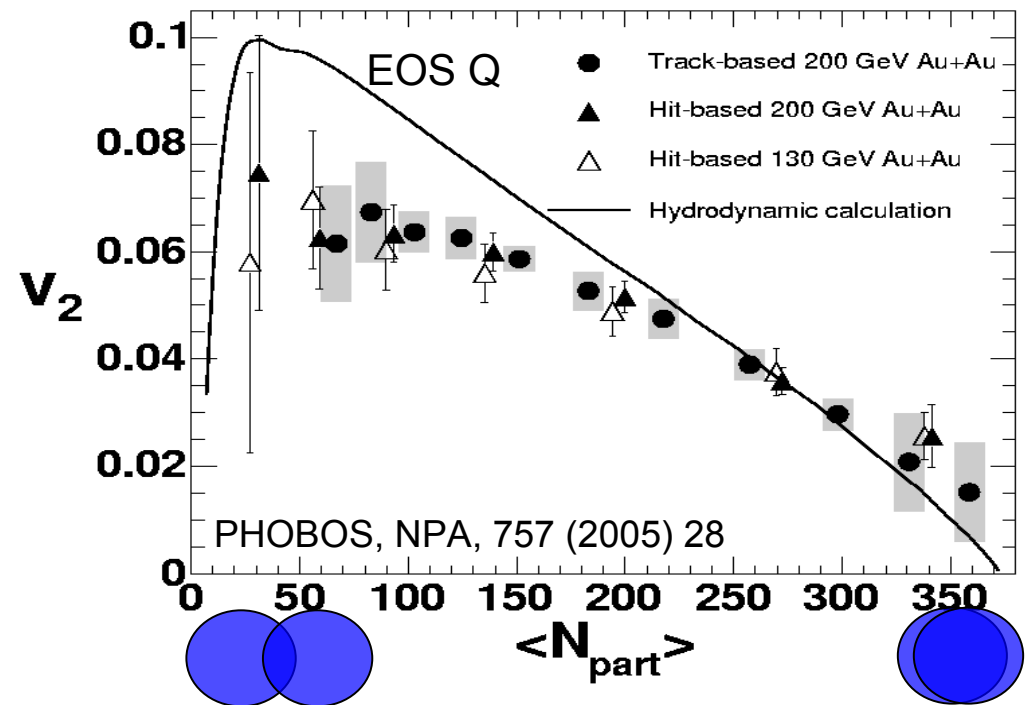 0.1
0.08
0.06
0.04
0.02
0
V2
EOS Q
Track-based 200 GeV Au+Au
Hit-based 200 GeV Au+Au
Hit-based 130 GeV Au+Au
Hydrodynamic calculation
PHOBOS, NPA, 757 (2005) 28
0 50 100 150 200 250 300 350
<Npart>